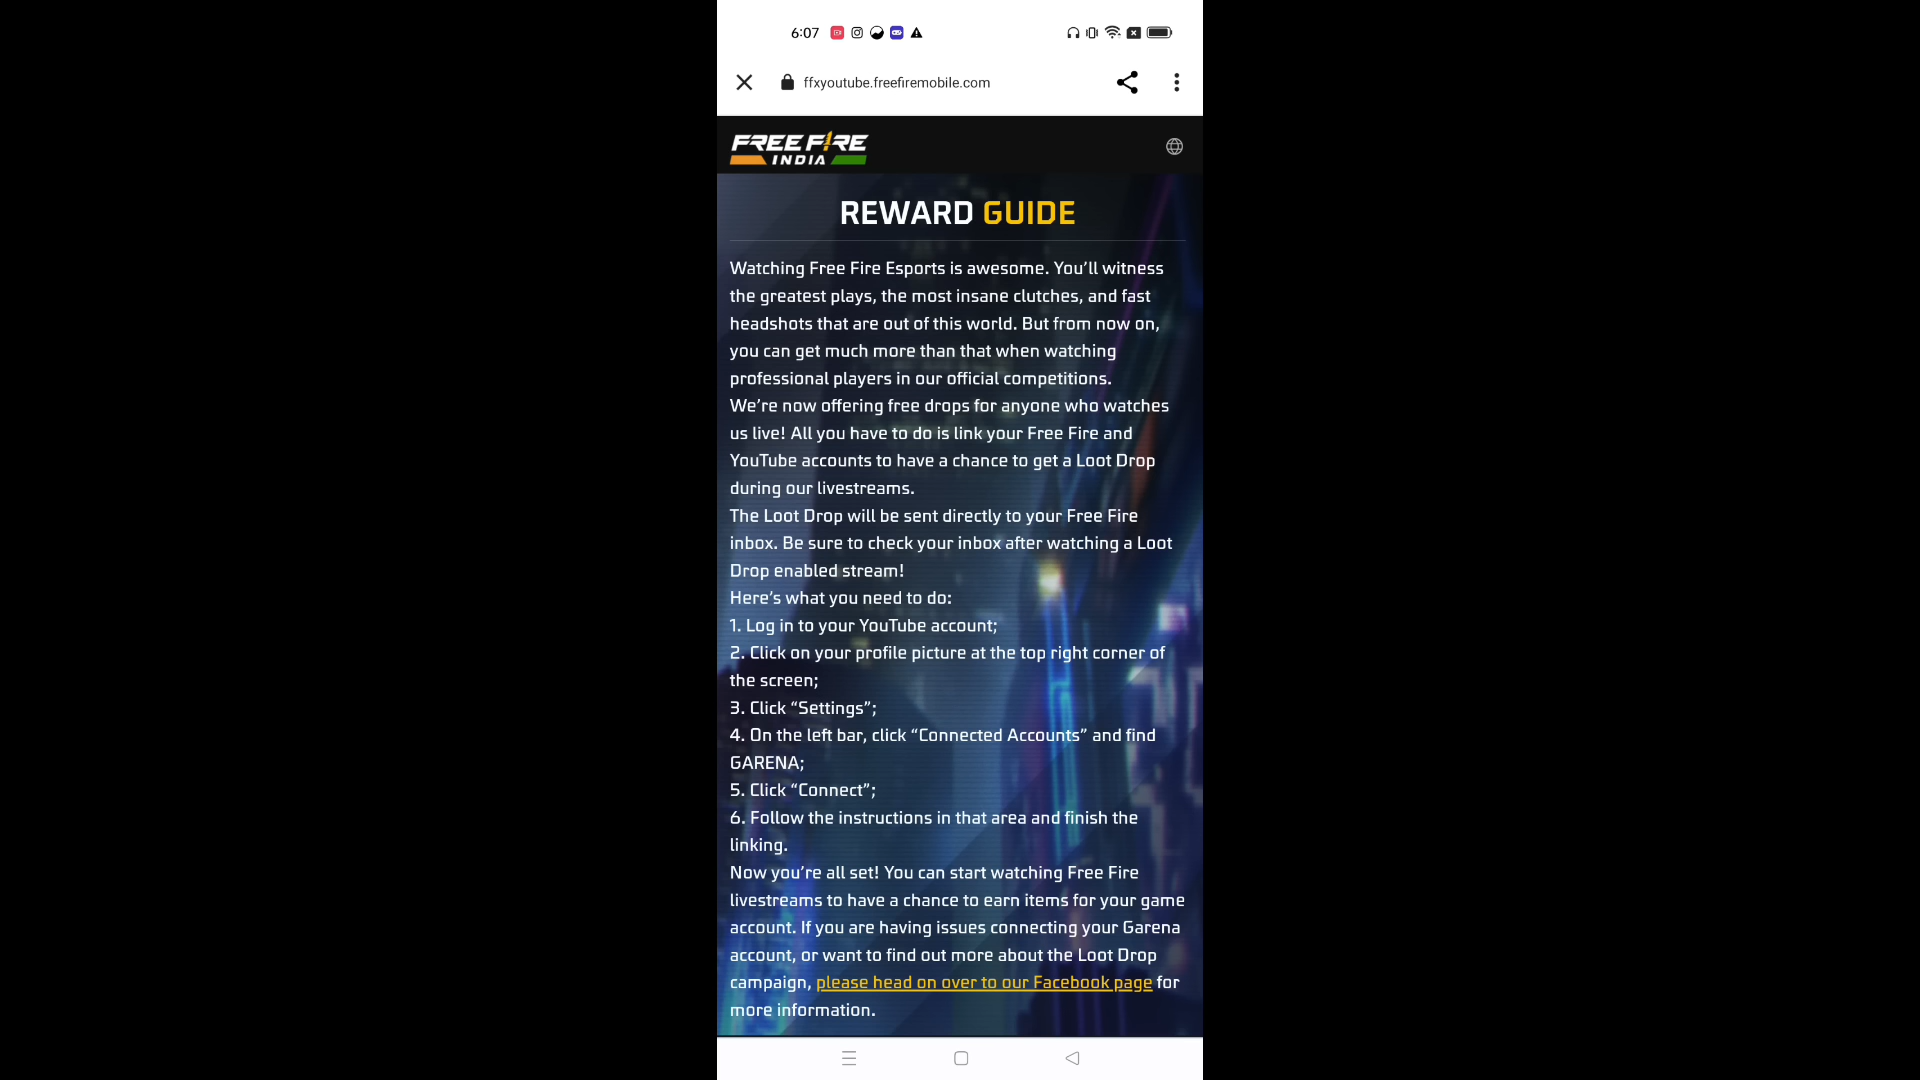 6:07
ffxyoutube.freefiremobile.com
FREE FIRE
INDIA
REWARD GUIDE
Watching Free Fire Esports is awesome. You’ll witness
the greatest plays, the most insane clutches, and fast
headshots that are out of this world. But from now on,
you can get much more than that when watching
professional players in our official competitions.
We’re now offering free drops for anyone who watches
us live! All you have to do is link your Free Fire and
YouTube accounts to have a chance to get a Loot Drop
during our livestreams.
The Loot Drop will be sent directly to your Free Fire
inbox. Be sure to check your inbox after watching a Loot
Drop enabled stream!
Here’s what you need to do:
1. Log in to your YouTube account;
2. Click on your profile picture at the top right corner of
the screen;
3. Click “Settings”;
4. On the left bar, click “Connected Accounts” and find
GARENA;
5. Click “Connect”;
6. Follow the instructions in that area and finish the
linking.
Now you’re all set! You can start watching Free Fire
livestreams to have a chance to earn items for your game
account. If you are having issues connecting your Garena
account, or want to find out more about the Loot Drop
campaign, please head on over to our Facebook page for
more information.